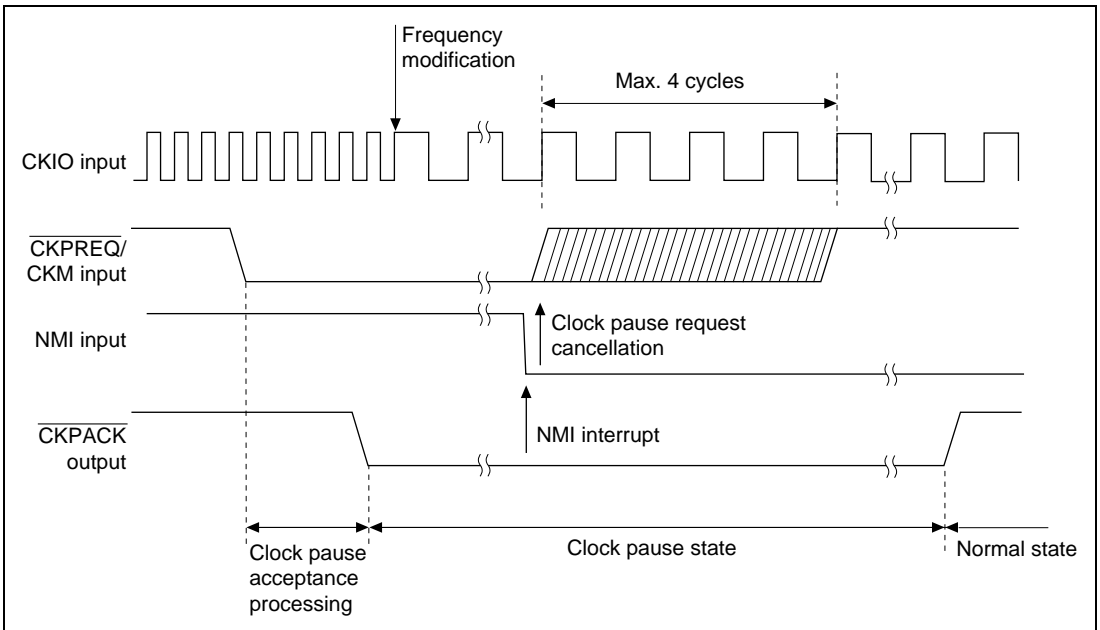 Frequency
modification
Max. 4 cycles
CKIO input
CKPREQ/
CKM input
NMI input
Clock pause request
cancellation
CKPACK
output
NMI interrupt
Clock pause
acceptance
processing
Clock pause state
Normal state